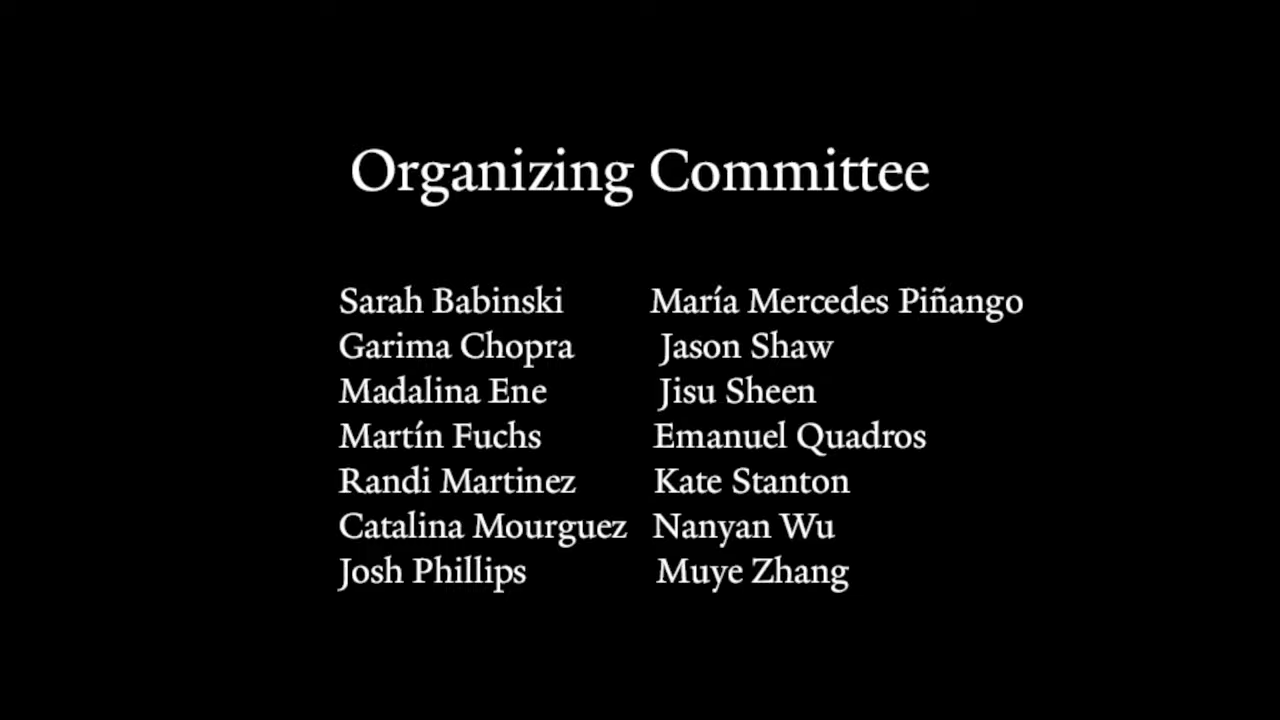 Organizing Committee
Sarah Babinski María Mercedes Piñango
Garima Chopra Jason Shaw
Madalina Ene Jisu Sheen
Martín Fuchs Emanuel Quadros
Randi Martinez Kate Stanton
Catalina Mourguez Nanyan Wu
Josh Phillips Muye Zhang